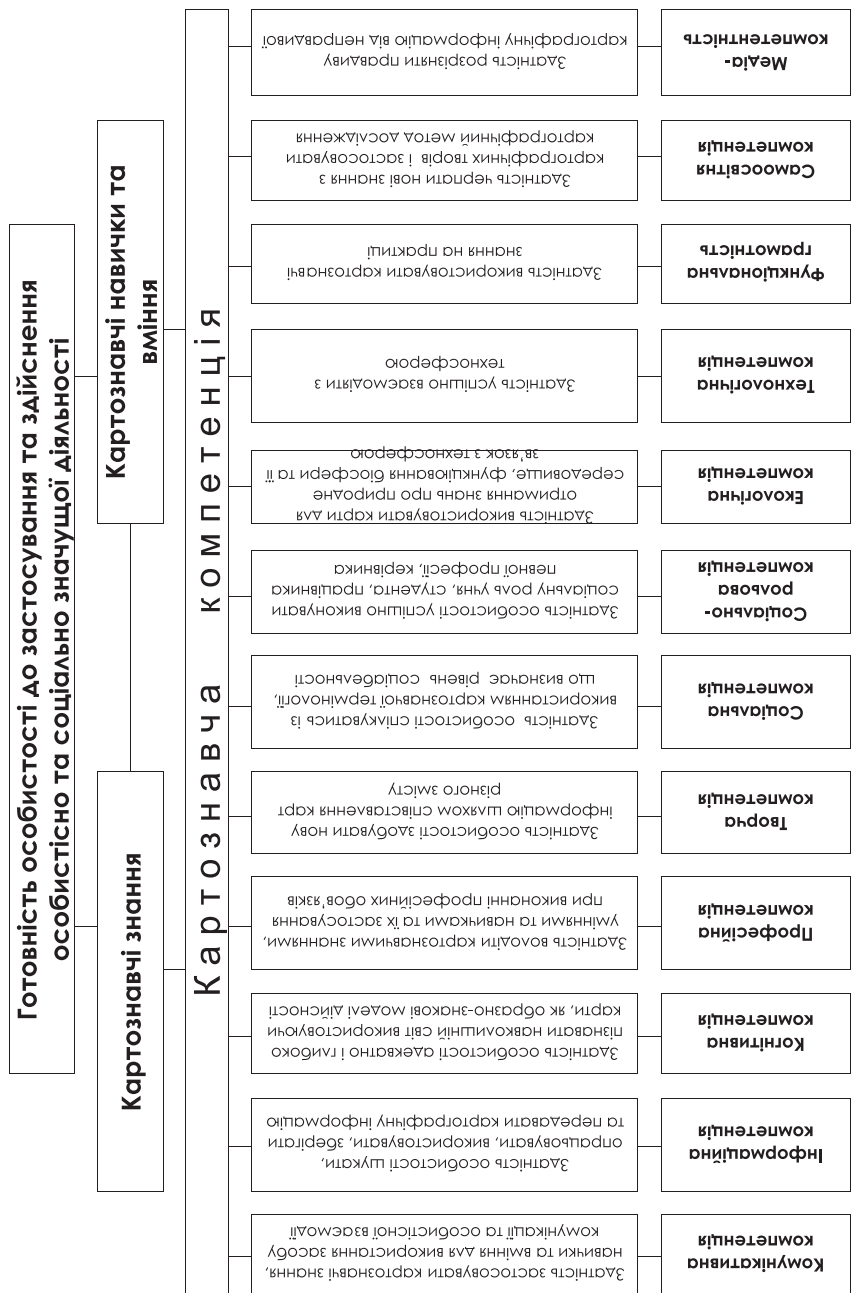 Готовність особистості до застосування та здійснення
особистісно та соціально значущої діяльності
Картознавчі знання
Картознавчі навички та
вміння
Картознавча компетенція
Комунікативна
компетенція
Здатність застосовувати картознавчі знання,
навички та вміння для використання засобу
комунікації та особистісної взаємодії
Інформаційна
компетенція
Здатність особистості шукати,
опрацьовувати, використовувати, зберігати
та передавати картографічну інформацію
Когнітивна
компетенція
Здатність особистості адекватно і глибоко
пізнавати навколишній світ використовуючи
карти, як образно-знакові моделі дійсності
Професійна
компетенція
Здатність володіти картознавчими знаннями,
уміннями та навичками та їх застосування
при виконанні професійних обов'язків
Творча
компетенція
Здатність особистості здобувати нову
інформацію шляхом співставлення карт
різного змісту
Соціальна
компетенція
Здатність особистості спілкуватись із
використанням картознавчої термінології,
що визначає рівень соціабельності
Соціально-
рольова
компетенція
Здатність особистості успішно виконувати
соціальну роль учня, студента, працівника
певної професії, керівника
Екологічна
компетенція
Здатність використовувати карти для
отримання знань про природне
середовище, функціювання біосфери та її
зв'язок з техносферою
Технологічна
компетенція
Здатність успішно взаємодіяти з
техносферою
Функціональна
грамотність
Здатність використовувати картознавчі
знання на практиці
Самоосвітня
компетенція
Здатність черпати нові знання з
картографічних творів і застосовувати
картографічний метод дослідження
Медіа-
компетентність
Здатність розрізняти правдиву
картографічну інформацію від неправдивої